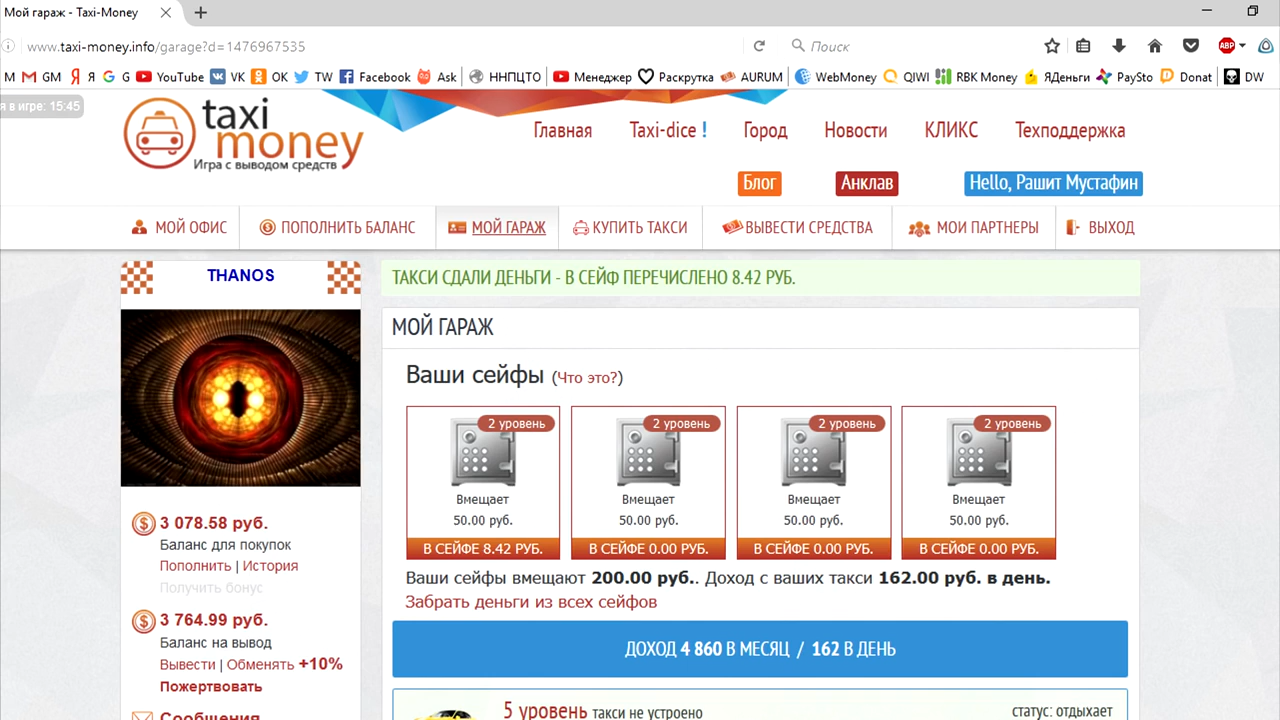 Мой гараж - Taxi-Money
www.taxi-money.info/garage?d=1476967535
Поиск
ABP
M GM Я G YouTube VK OK TW Facebook Ask ННПЦТО Менеджер Раскрутка AURUM WebMoney QIWI RBK Money ЯДеньги PaySto Donat DW
я в игре: 15:45
taxi money
Игра с выводом средств
Главная Taxi-dice ! Город Новости КЛИКС Техподдержка
Блог Анклав Hello, Рашит Мустафин
МОЙ ОФИС ПОПОЛНИТЬ БАЛАНС МОЙ ГАРАЖ КУПИТЬ ТАКСИ ВЫВЕСТИ СРЕДСТВА МОИ ПАРТНЕРЫ ВЫХОД
THANOS
3 078.58 руб.
Баланс для покупок
Пополнить | История
Получить бонус
3 764.99 руб.
Баланс на вывод
Вывести | Обменять +10%
Пожертвовать
Сообщения
ТАКСИ СДАЛИ ДЕНЬГИ - В СЕЙФ ПЕРЕЧИСЛЕНО 8.42 РУБ.
МОЙ ГАРАЖ
Ваши сейфы (Что это?)
2 уровень 2 уровень 2 уровень 2 уровень
Вмещает Вмещает Вмещает Вмещает
50.00 руб. 50.00 руб. 50.00 руб. 50.00 руб.
В СЕЙФЕ 8.42 РУБ. В СЕЙФЕ 0.00 РУБ. В СЕЙФЕ 0.00 РУБ. В СЕЙФЕ 0.00 РУБ.
Ваши сейфы вмещают 200.00 руб.. Доход с ваших такси 162.00 руб. в день.
Забрать деньги из всех сейфов
ДОХОД 4 860 В МЕСЯЦ / 162 В ДЕНЬ
5 уровень такси не устроено
статус: отдыхает